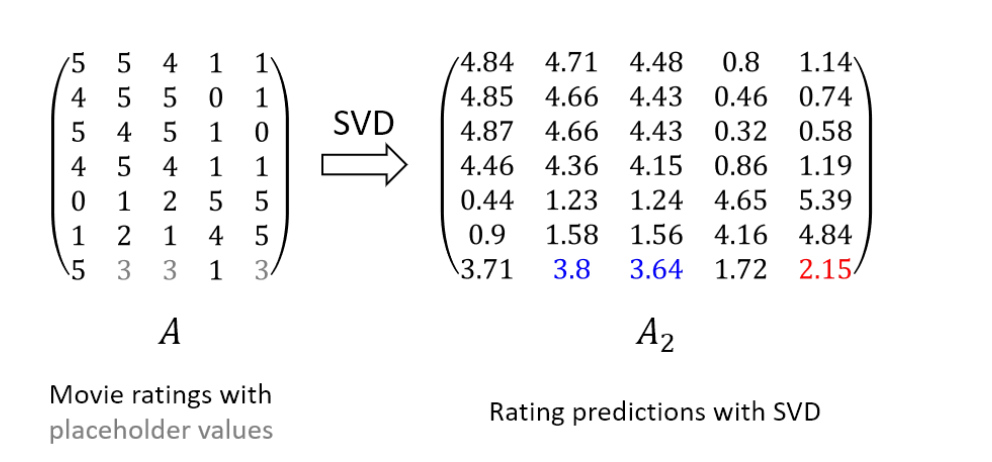 5 5 4 1 1
4 5 5 0 1
5 4 5 1 0
4 5 4 1 1
0 1 2 5 5
1 2 1 4 5
5 3 3 1 3
SVD
4.84 4.71 4.48 0.8 1.14
4.85 4.66 4.43 0.46 0.74
4.87 4.66 4.43 0.32 0.58
4.46 4.36 4.15 0.86 1.19
0.44 1.23 1.24 4.65 5.39
0.9 1.58 1.56 4.16 4.84
3.71 3.8 3.64 1.72 2.15
A
A₂
Movie ratings with
placeholder values
Rating predictions with SVD